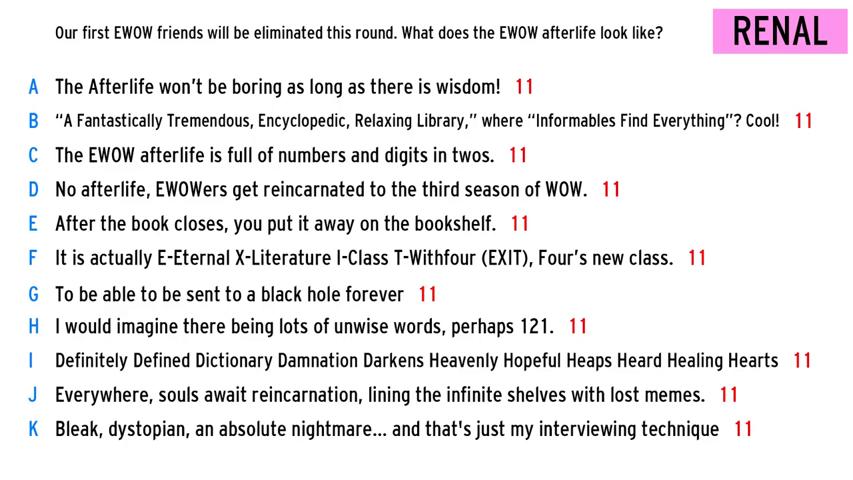 Our first EWOW friends will be eliminated this round. What does the EWOW afterlife look like?
RENAL
A The Afterlife won't be boring as long as there is wisdom! 11
B “A Fantastically Tremendous, Encyclopedic, Relaxing Library,” where “Informables Find Everything”? Cool! 11
C The EWOW afterlife is full of numbers and digits in twos. 11
D No afterlife, EWOWers get reincarnated to the third season of WOW. 11
E After the book closes, you put it away on the bookshelf. 11
F It is actually E-Eternal X-Literature I-Class T-Withfour (EXIT), Four's new class. 11
G To be able to be sent to a black hole forever 11
H I would imagine there being lots of unwise words, perhaps 121. 11
I Definitely Defined Dictionary Damnation Darkens Heavenly Hopeful Heaps Heard Healing Hearts 11
J Everywhere, souls await reincarnation, lining the infinite shelves with lost memes. 11
K Bleak, dystopian, an absolute nightmare... and that's just my interviewing technique 11